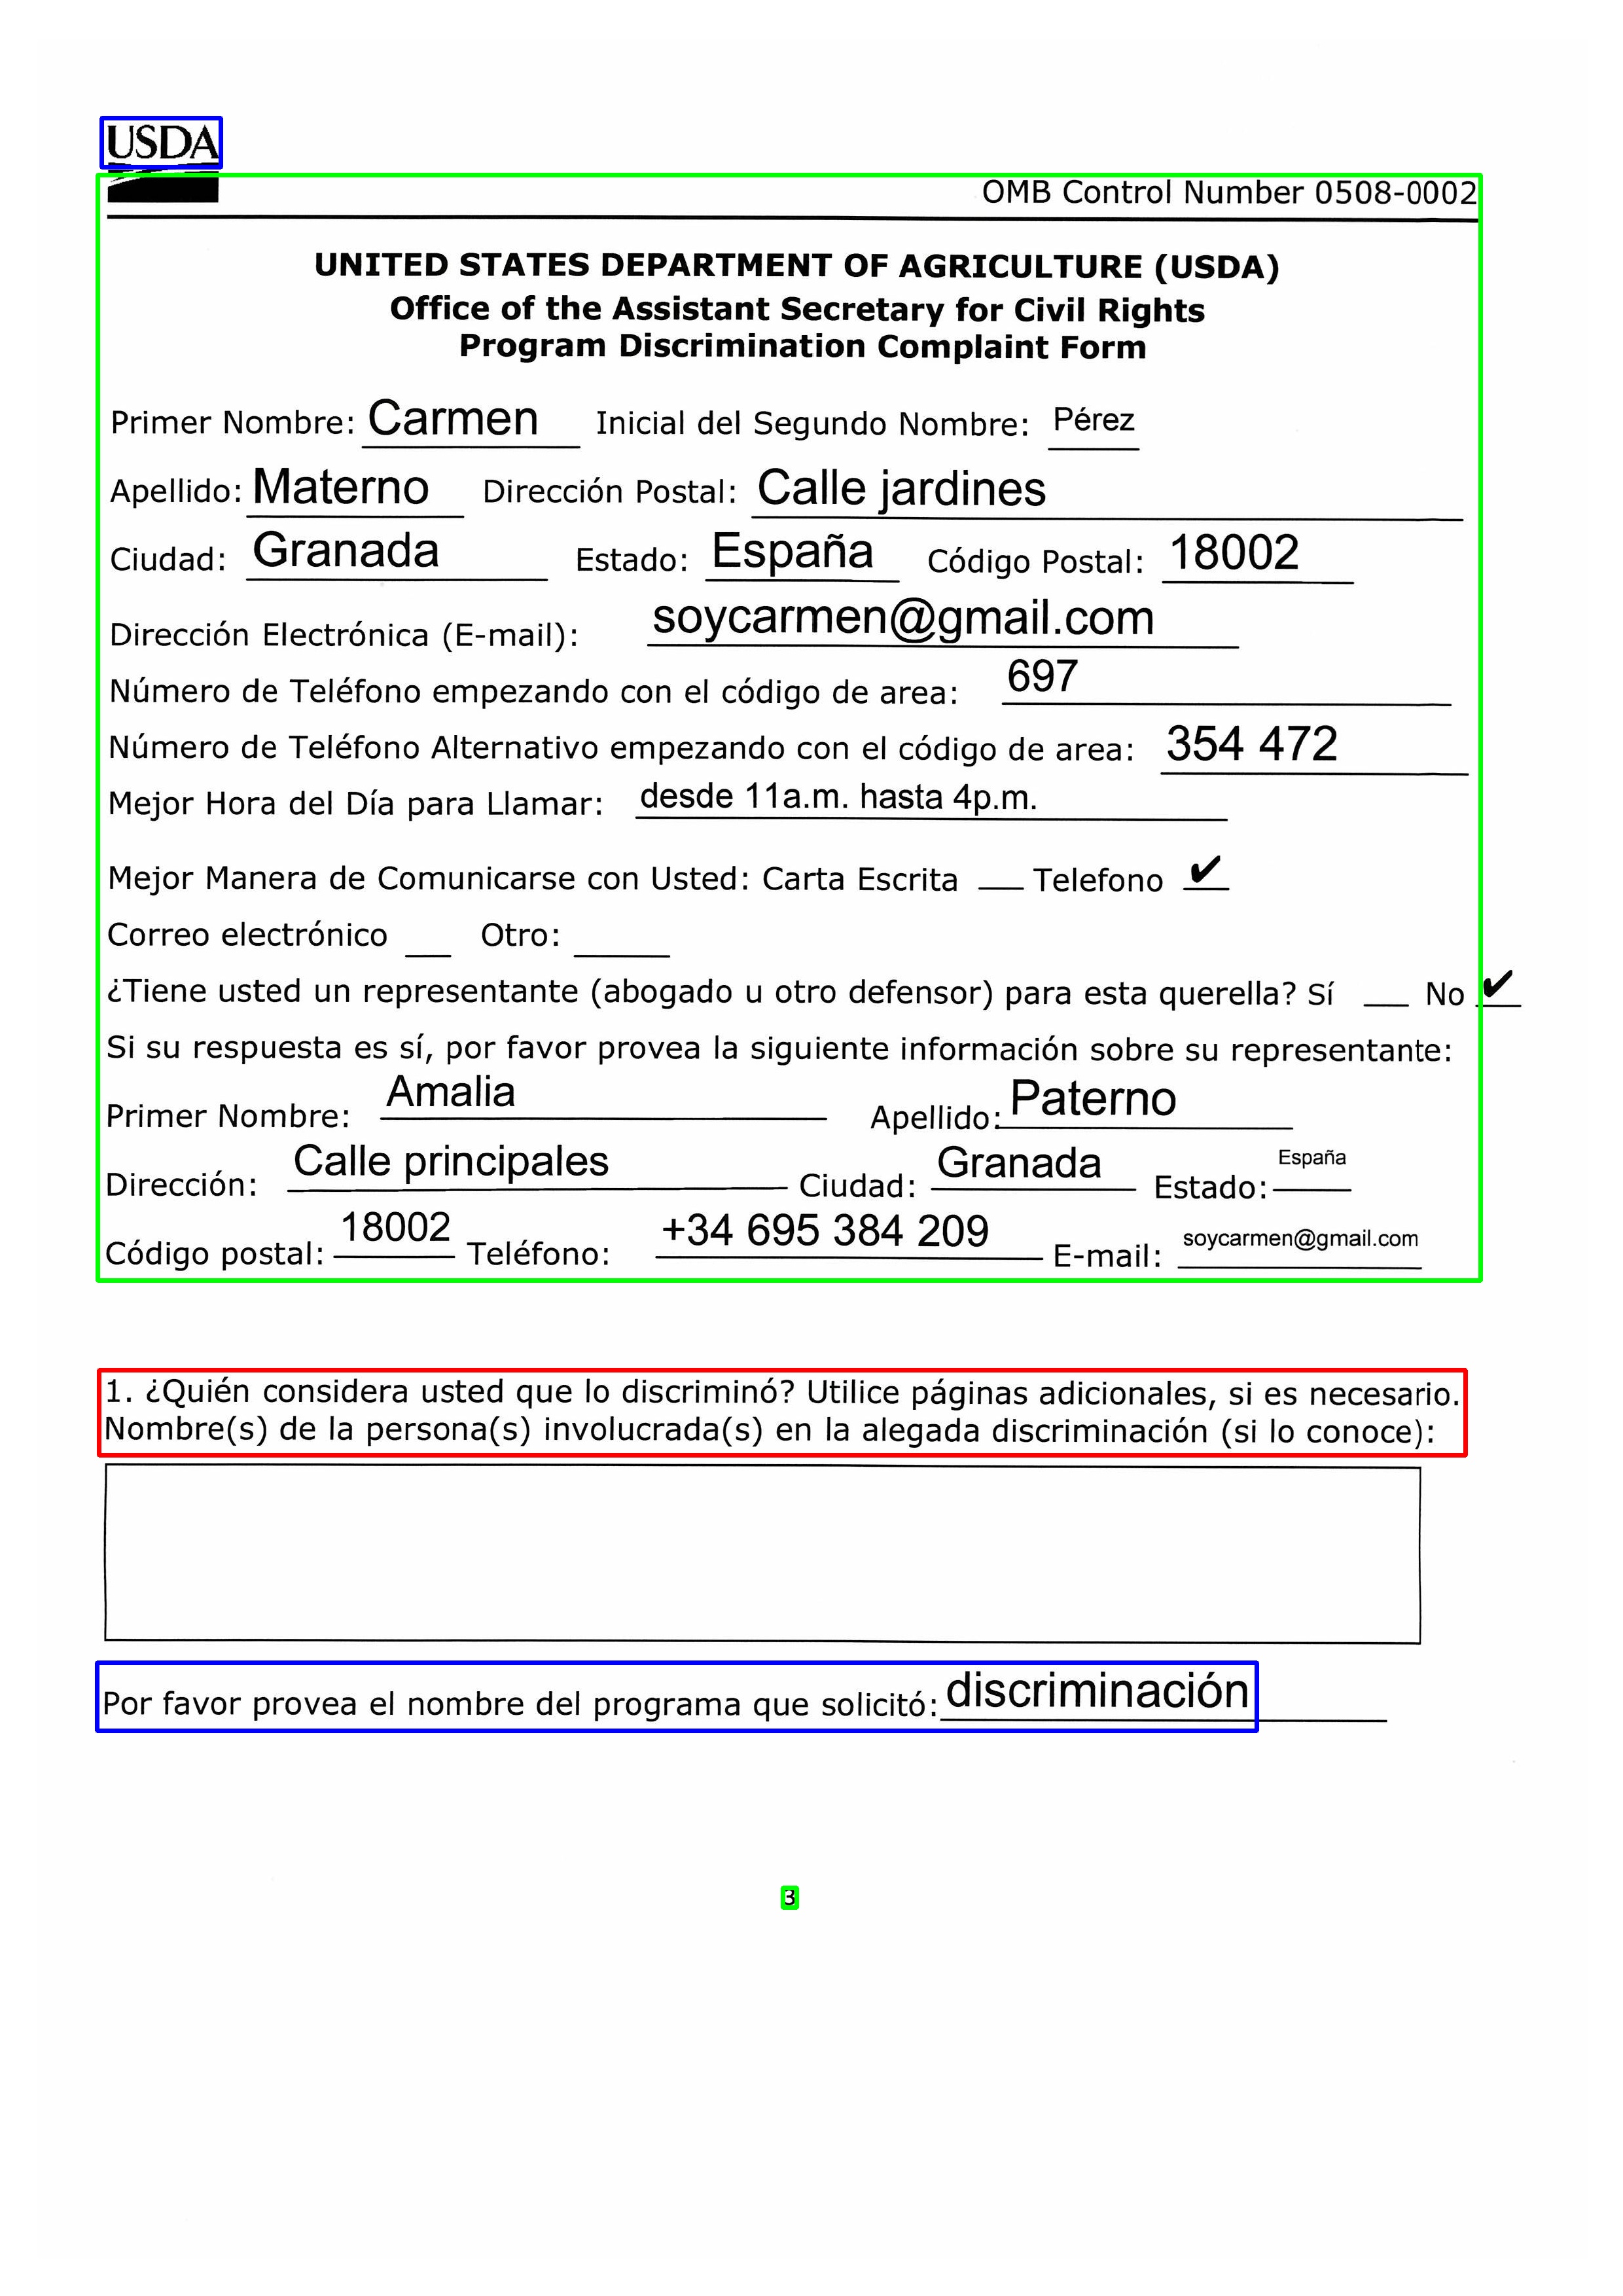 USDA
OMB Control Number 0508-0002
UNITED STATES DEPARTMENT OF AGRICULTURE (USDA)
Office of the Assistant Secretary for Civil Rights
Program Discrimination Complaint Form
Primer Nombre: Carmen Inicial del Segundo Nombre: Pérez
Apellido: Materno Dirección Postal: Calle jardines
Ciudad: Granada Estado: España Código Postal: 18002
Dirección Electrónica (E-mail): soycarmen@gmail.com
Número de Teléfono empezando con el código de area: 697
Número de Teléfono Alternativo empezando con el código de area: 354 472
Mejor Hora del Día para Llamar: desde 11a.m. hasta 4p.m.
Mejor Manera de Comunicarse con Usted: Carta Escrita ___ Telefono ✔
Correo electrónico ___ Otro: ____
¿Tiene usted un representante (abogado u otro defensor) para esta querella? Sí ___ No ✔
Si su respuesta es sí, por favor provea la siguiente información sobre su representante:
Primer Nombre: Amalia Apellido: Paterno
Dirección: Calle principales Ciudad: Granada Estado: España
Código postal: 18002 Teléfono: +34 695 384 209 E-mail: soycarmen@gmail.com
1. ¿Quién considera usted que lo discriminó? Utilice páginas adicionales, si es necesario.
Nombre(s) de la persona(s) involucrada(s) en la alegada discriminación (si lo conoce):
Por favor provea el nombre del programa que solicitó: discriminación
3